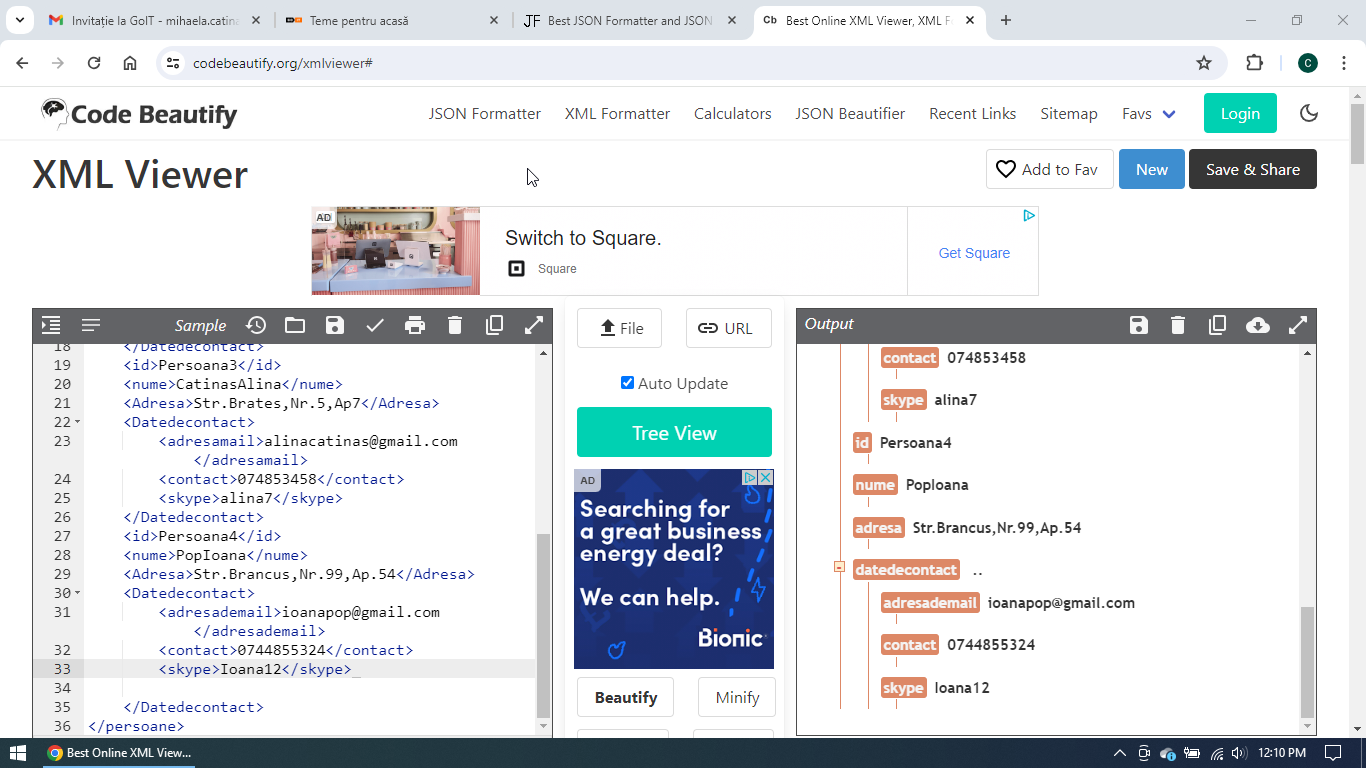 Invitație la GoIT - mihaela.catina
Teme pentru acasă
JF Best JSON Formatter and JSON
Cb Best Online XML Viewer, XML Fo
codebeautify.org/xmlviewer#
C
Code Beautify
JSON Formatter XML Formatter Calculators JSON Beautifier Recent Links Sitemap Favs Login
XML Viewer
Add to Fav New Save & Share
AD
Switch to Square.
Square
Get Square
Sample
18 </Datedecontact>
19 <id>Persoana3</id>
20 <nume>CatinasAlina</nume>
21 <Adresa>Str.Brates,Nr.5,Ap7</Adresa>
22 <Datedecontact>
23 <adresamail>alinacatinas@gmail.com
</adresamail>
24 <contact>074853458</contact>
25 <skype>alina7</skype>
26 </Datedecontact>
27 <id>Persoana4</id>
28 <nume>PopIoana</nume>
29 <Adresa>Str.Brancus,Nr.99,Ap.54</Adresa>
30 <Datedecontact>
31 <adresademail>ioanapop@gmail.com
</adresademail>
32 <contact>0744855324</contact>
33 <skype>Ioana12</skype>
34
35 </Datedecontact>
36 </persoane>
File URL
Auto Update
Tree View
AD
Searching for
a great business
energy deal?
We can help.
Bionic
Beautify Minify
Output
contact 074853458
skype alina7
id Persoana4
nume PopIoana
adresa Str.Brancus,Nr.99,Ap.54
datedecontact ..
adresademail ioanapop@gmail.com
contact 0744855324
skype Ioana12
Best Online XML View...
12:10 PM